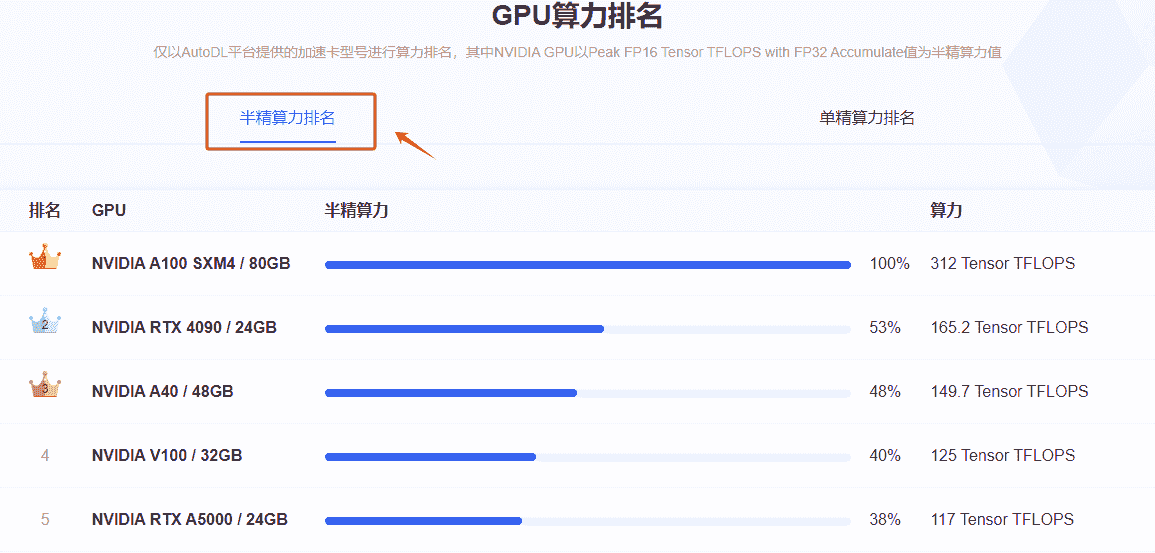 GPU算力排名
仅以AutoDL平台提供的加速卡型号进行算力排名，其中NVIDIA GPU以Peak FP16 Tensor TFLOPS with FP32 Accumulate值为半精算力值
半精算力排名 单精算力排名
排名 GPU 半精算力 算力
NVIDIA A100 SXM4 / 80GB 100% 312 Tensor TFLOPS
2 NVIDIA RTX 4090 / 24GB 53% 165.2 Tensor TFLOPS
3 NVIDIA A40 / 48GB 48% 149.7 Tensor TFLOPS
4 NVIDIA V100 / 32GB 40% 125 Tensor TFLOPS
5 NVIDIA RTX A5000 / 24GB 38% 117 Tensor TFLOPS